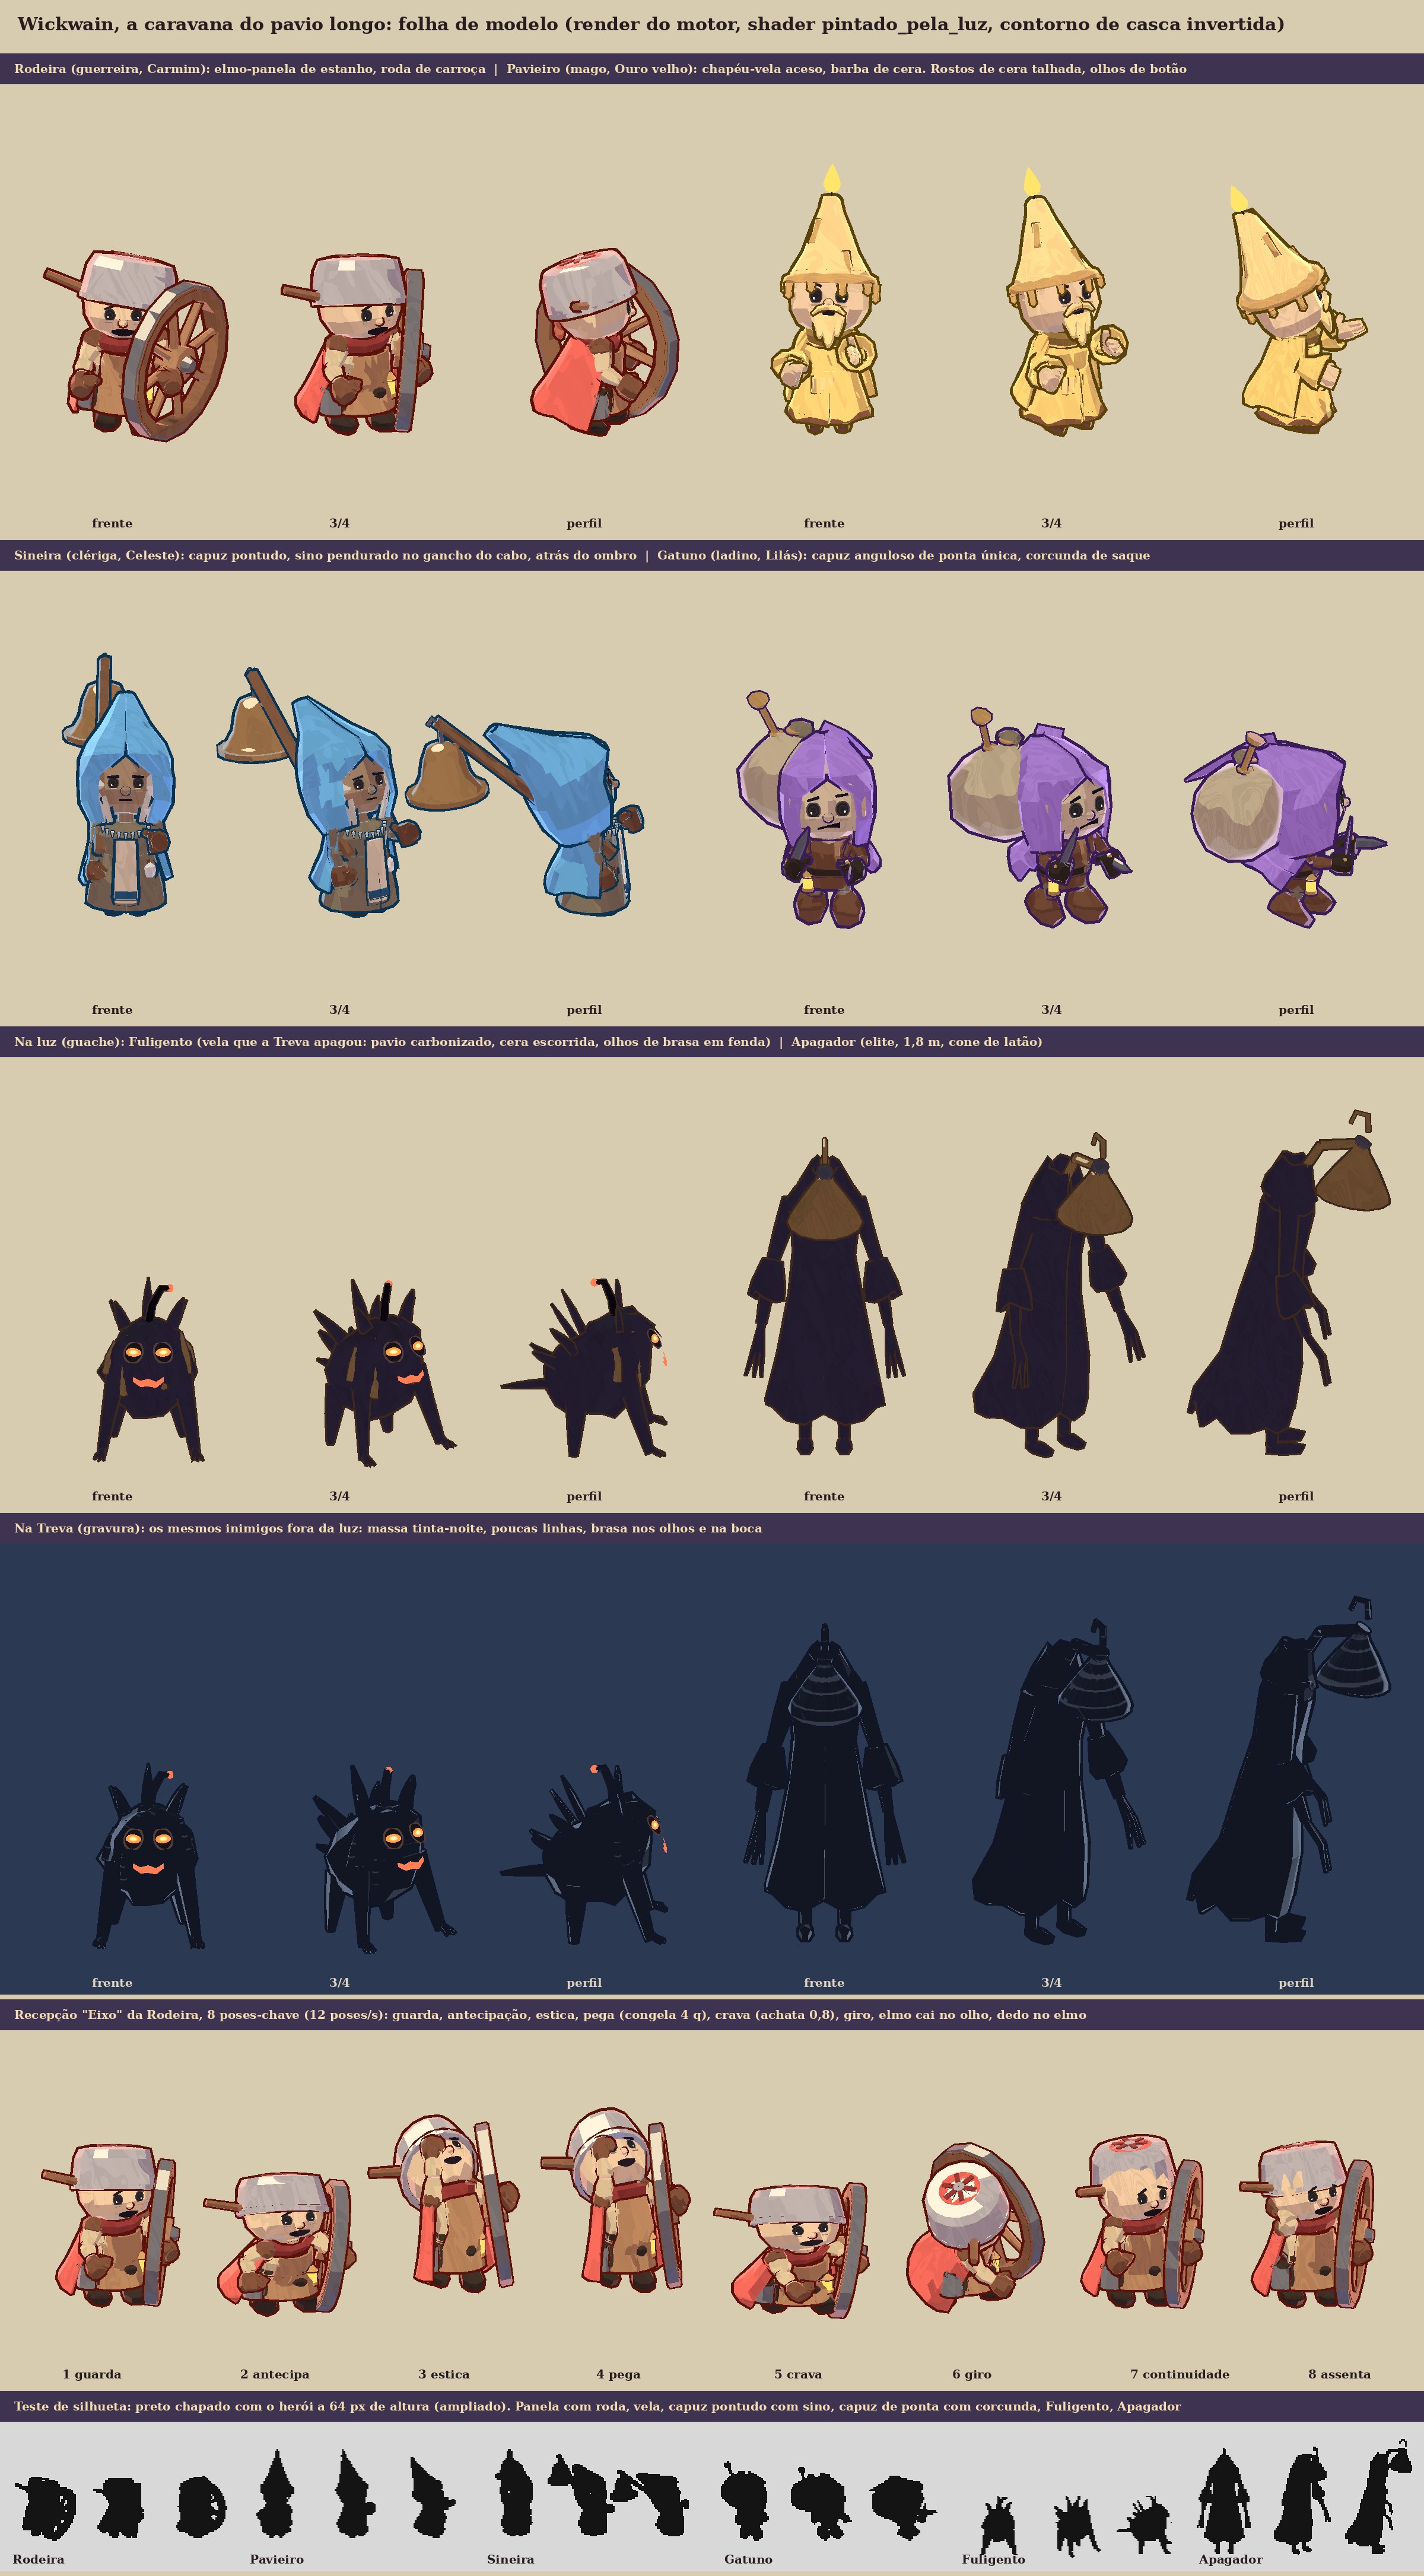 Wickwain, a caravana do pavio longo: folha de modelo (render do motor, shader pintado_pela_luz, contorno de casca invertida)
Rodeira (guerreira, Carmim): elmo-panela de estanho, roda de carroça | Pavieiro (mago, Ouro velho): chapéu-vela aceso, barba de cera. Rostos de cera talhada, olhos de botão
frente 3/4 perfil frente 3/4 perfil
Sineira (clériga, Celeste): capuz pontudo, sino pendurado no gancho do cabo, atrás do ombro | Gatuno (ladino, Lilás): capuz anguloso de ponta única, corcunda de saque
frente 3/4 perfil frente 3/4 perfil
Na luz (guache): Fuligento (vela que a Treva apagou: pavio carbonizado, cera escorrida, olhos de brasa em fenda) | Apagador (elite, 1,8 m, cone de latão)
frente 3/4 perfil frente 3/4 perfil
Na Treva (gravura): os mesmos inimigos fora da luz: massa tinta-noite, poucas linhas, brasa nos olhos e na boca
frente 3/4 perfil frente 3/4 perfil
Recepção "Eixo" da Rodeira, 8 poses-chave (12 poses/s): guarda, antecipação, estica, pega (congela 4 q), crava (achata 0,8), giro, elmo cai no olho, dedo no elmo
1 guarda 2 antecipa 3 estica 4 pega 5 crava 6 giro 7 continuidade 8 assenta
Teste de silhueta: preto chapado com o herói a 64 px de altura (ampliado). Panela com roda, vela, capuz pontudo com sino, capuz de ponta com corcunda, Fuligento, Apagador
Rodeira Pavieiro Sineira Gatuno Fuligento Apagador